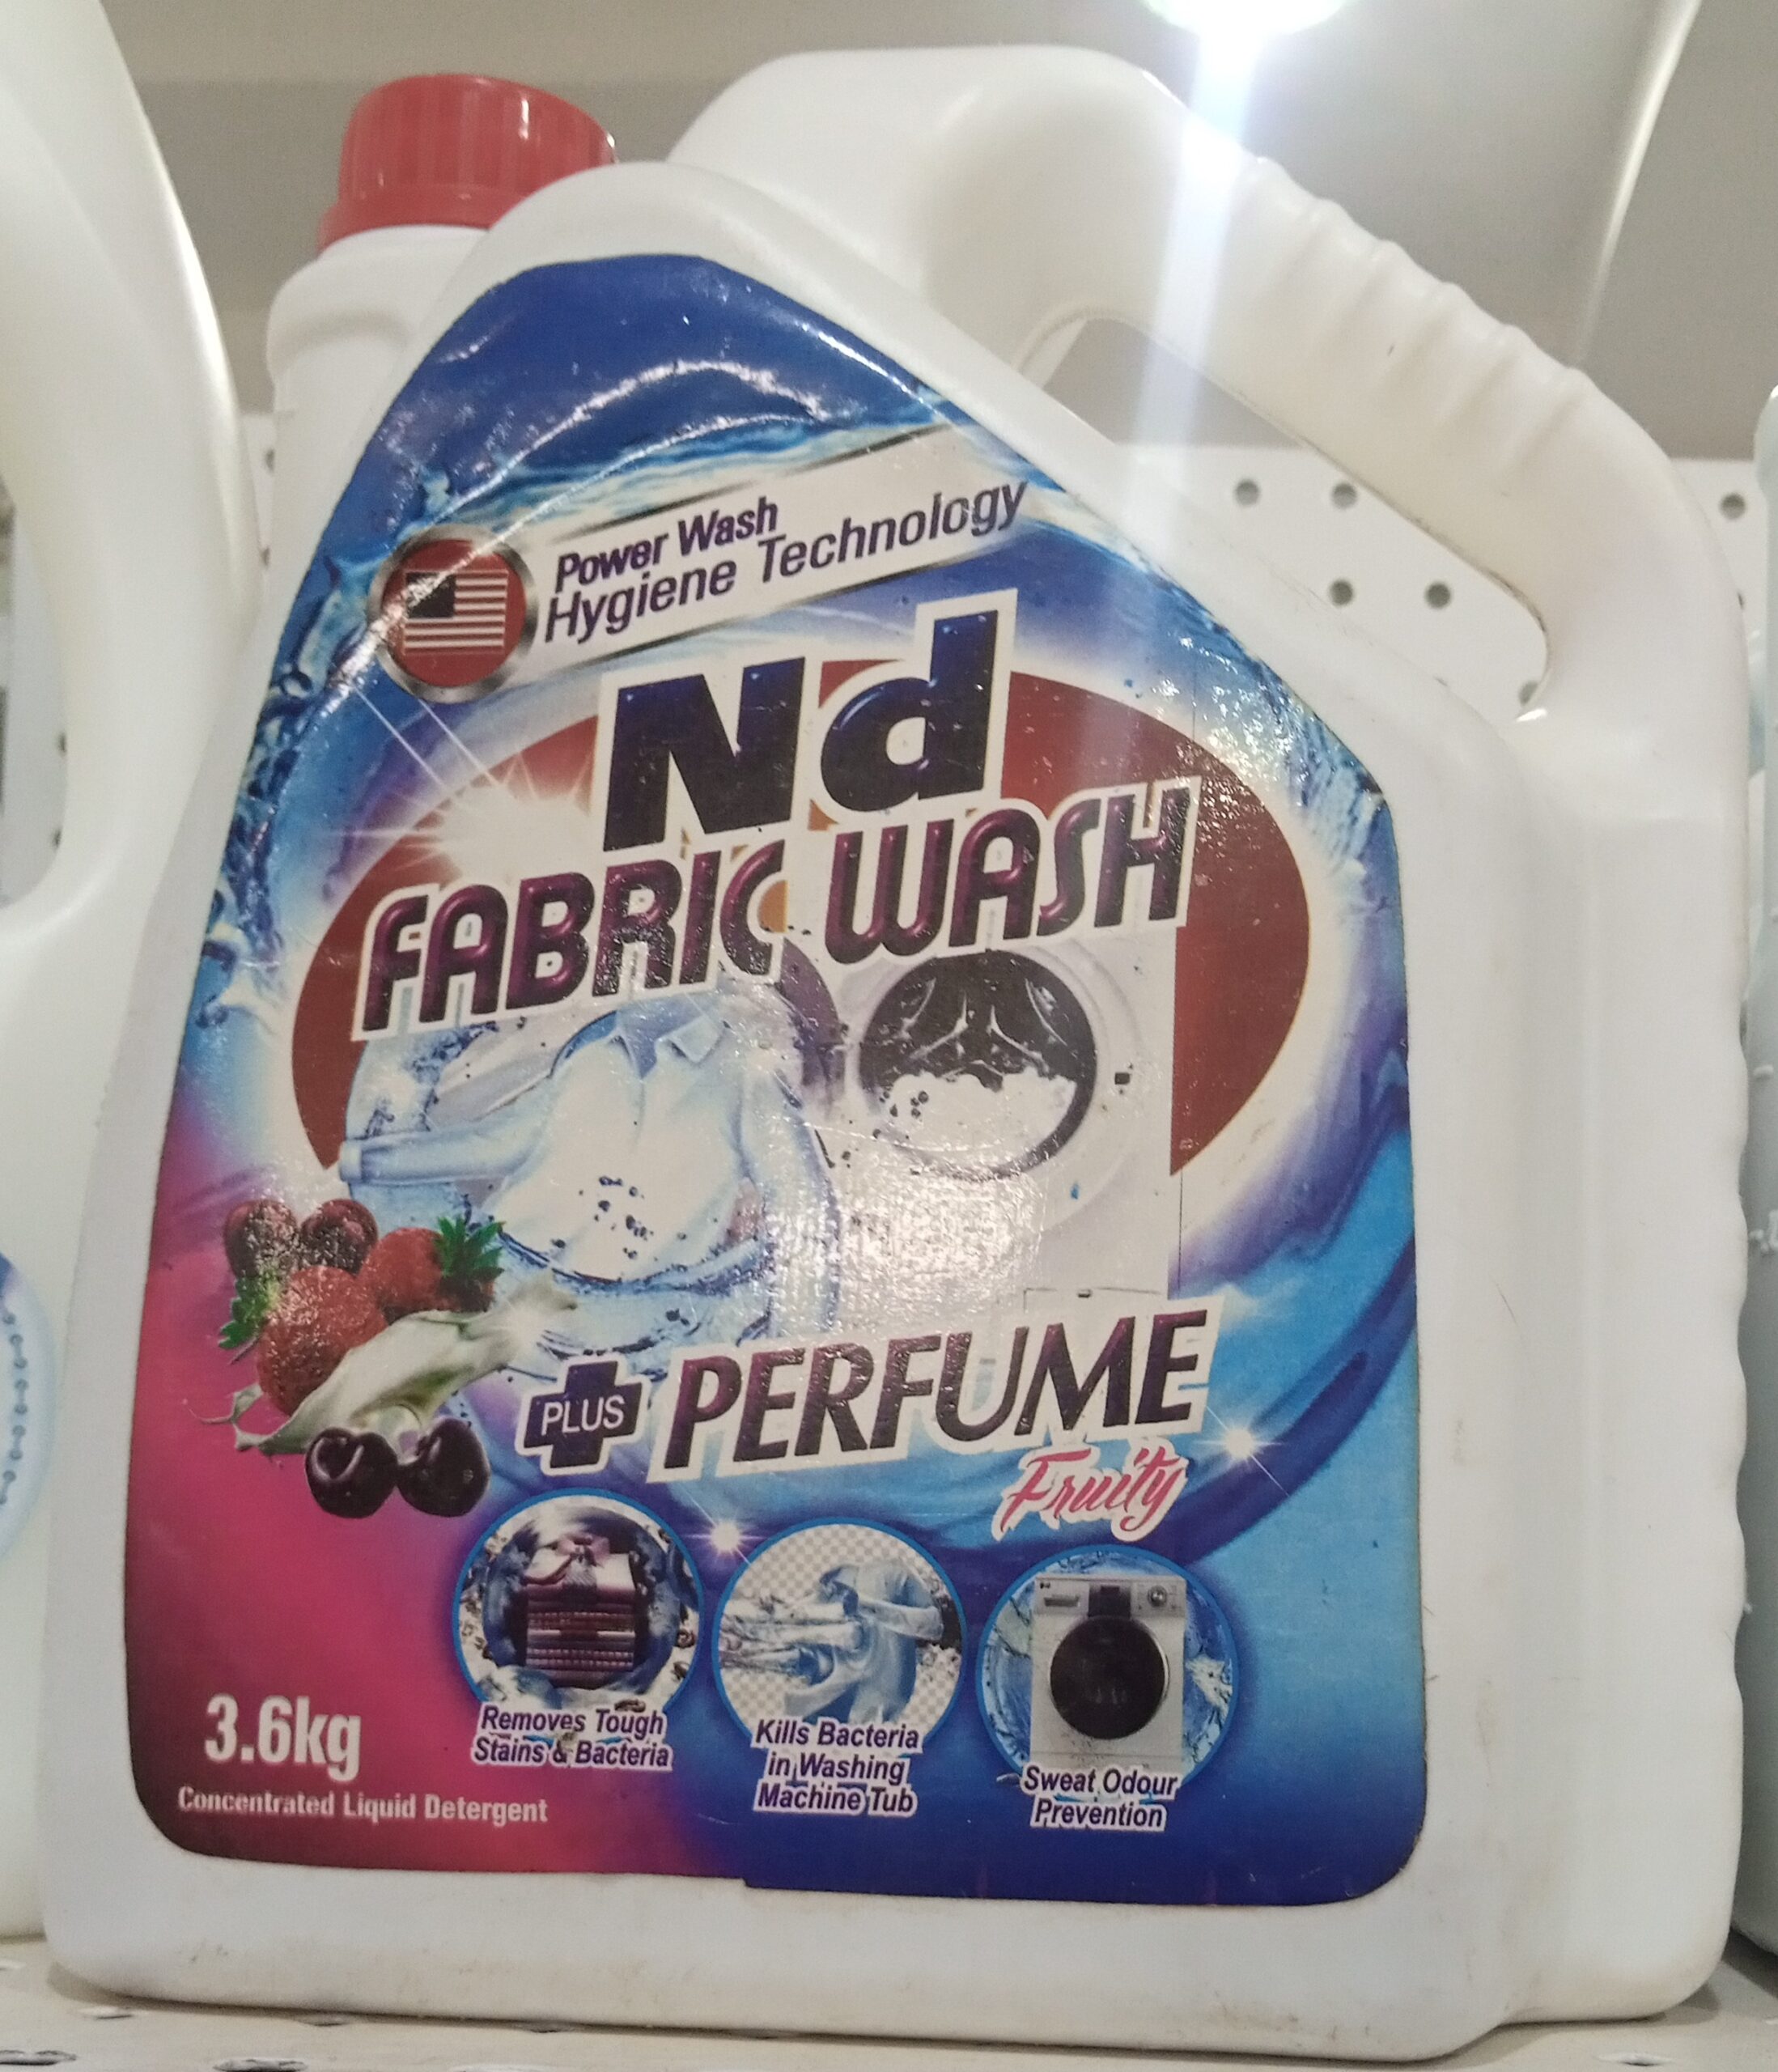 Power Wash
Hygiene Technology
Nd
FABRIC WASH
PLUS PERFUME
Fruity
Removes Tough
Stains & Bacteria
Kills Bacteria
in Washing
Machine Tub
Sweat Odour
Prevention
3.6kg
Concentrated Liquid Detergent